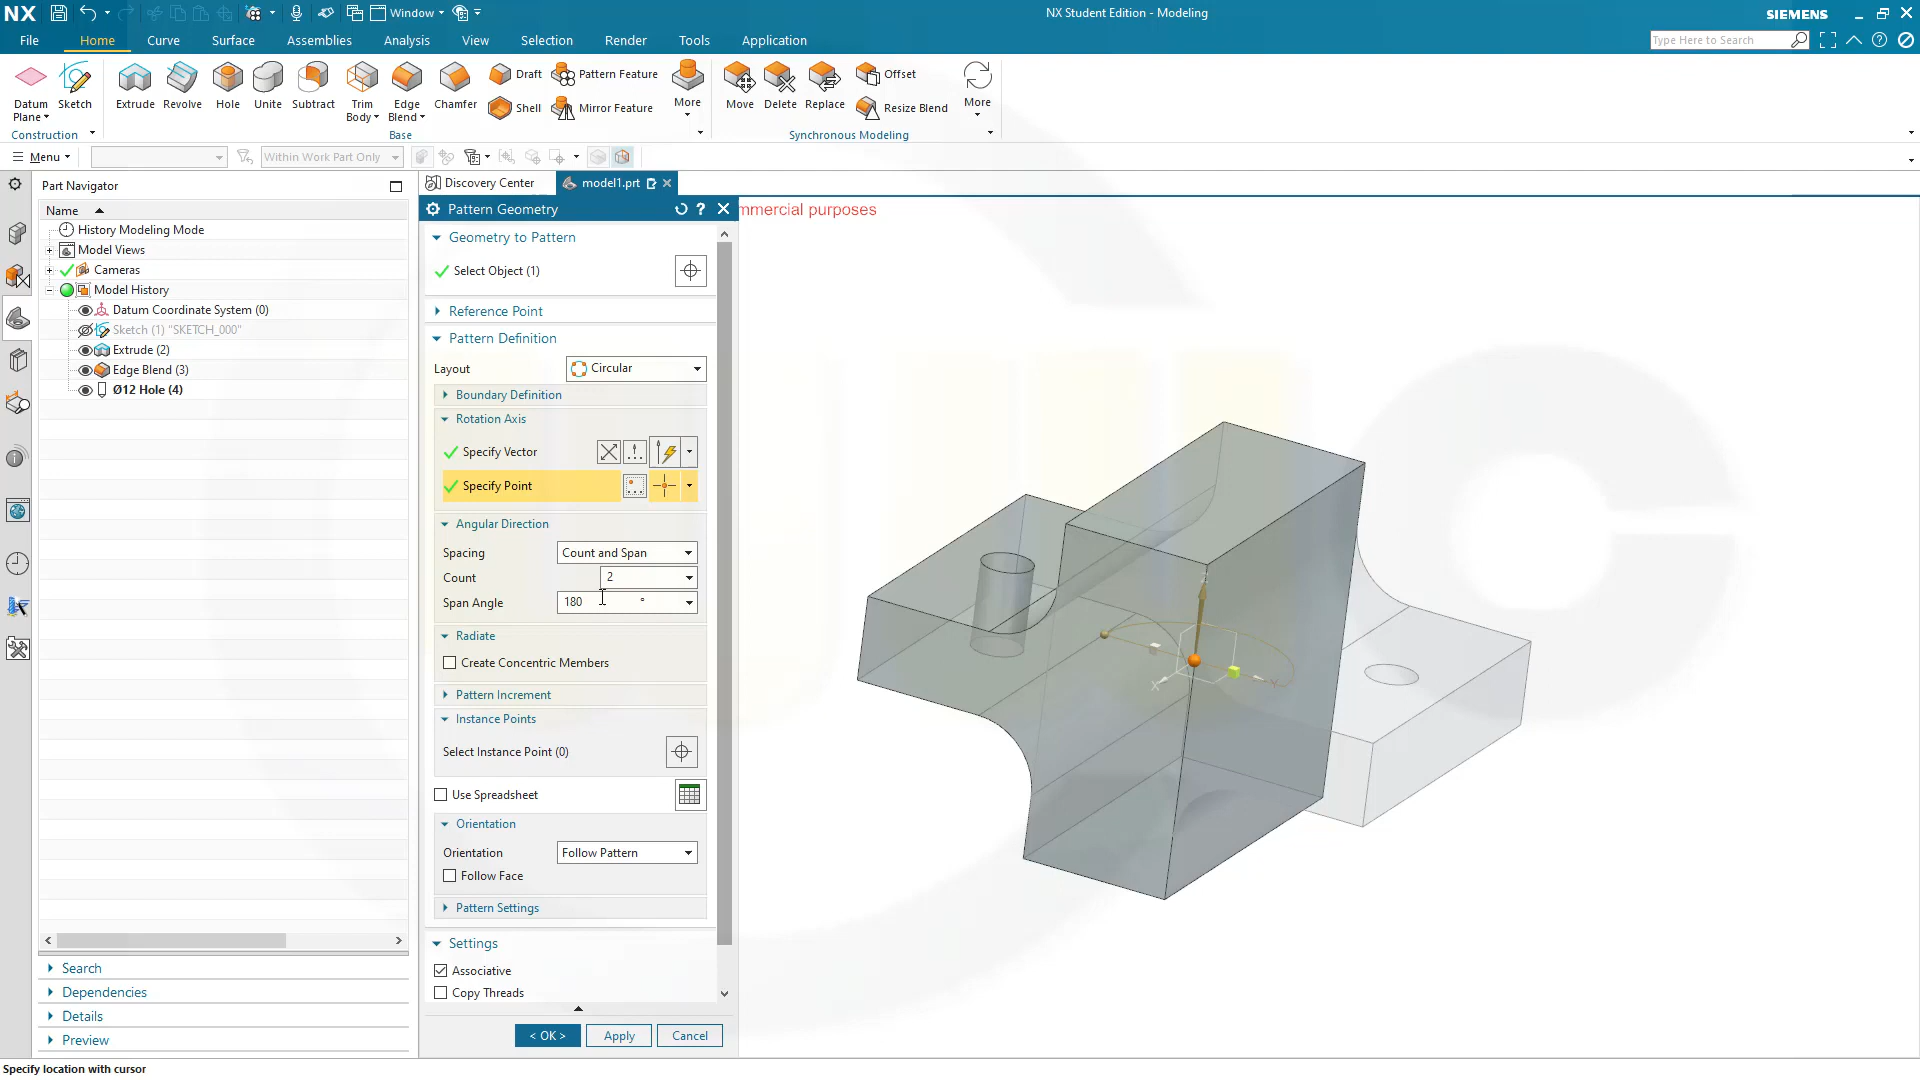 NX
Window
NX Student Edition - Modeling
SIEMENS
File
Home
Curve
Surface
Assemblies
Analysis
View
Selection
Render
Tools
Application
Type Here to Search
Datum Plane
Sketch
Extrude
Revolve
Hole
Unite
Subtract
Trim Body
Edge Blend
Chamfer
Draft
Shell
Pattern Feature
Mirror Feature
More
Move
Delete
Replace
Offset
Resize Blend
More
Construction
Base
Synchronous Modeling
Menu
Within Work Part Only
Part Navigator
Discovery Center
model1.prt
Name
History Modeling Mode
Model Views
Cameras
Model History
Datum Coordinate System (0)
Sketch (1) "SKETCH_000"
Extrude (2)
Edge Blend (3)
Ø12 Hole (4)
Search
Dependencies
Details
Preview
Pattern Geometry
mmercial purposes
Geometry to Pattern
Select Object (1)
Reference Point
Pattern Definition
Layout
Circular
Boundary Definition
Rotation Axis
Specify Vector
Specify Point
Angular Direction
Spacing
Count and Span
Count
2
Span Angle
180 °
Radiate
Create Concentric Members
Pattern Increment
Instance Points
Select Instance Point (0)
Use Spreadsheet
Orientation
Orientation
Follow Pattern
Follow Face
Pattern Settings
Settings
Associative
Copy Threads
< OK >
Apply
Cancel
X
Y
Specify location with cursor